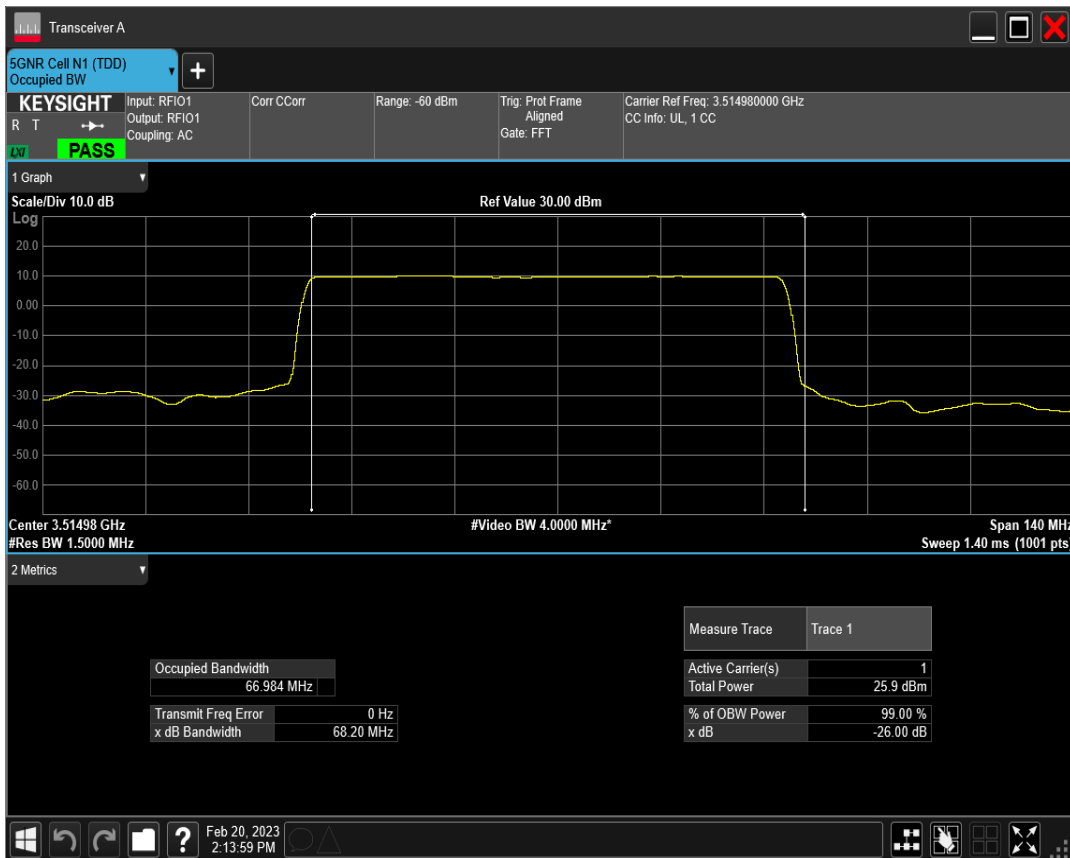 Transceiver A
5GNR Cell N1 (TDD)
Occupied BW
+
KEYSIGHT
R T
LXI
PASS
Input: RFIO1
Output: RFIO1
Coupling: AC
Corr CCorr
Range: -60 dBm
Trig: Prot Frame
Aligned
Gate: FFT
Carrier Ref Freq: 3.514980000 GHz
CC Info: UL, 1 CC
1 Graph
Scale/Div 10.0 dB
Ref Value 30.00 dBm
Log
20.0
10.0
0.00
-10.0
-20.0
-30.0
-40.0
-50.0
-60.0
Center 3.51498 GHz
#Video BW 4.0000 MHz*
Span 140 MHz
#Res BW 1.5000 MHz
Sweep 1.40 ms (1001 pts)
2 Metrics
Measure Trace Trace 1
Occupied Bandwidth
66.984 MHz
Active Carrier(s) 1
Total Power 25.9 dBm
Transmit Freq Error 0 Hz
x dB Bandwidth 68.20 MHz
% of OBW Power 99.00 %
x dB -26.00 dB
?
Feb 20, 2023
2:13:59 PM